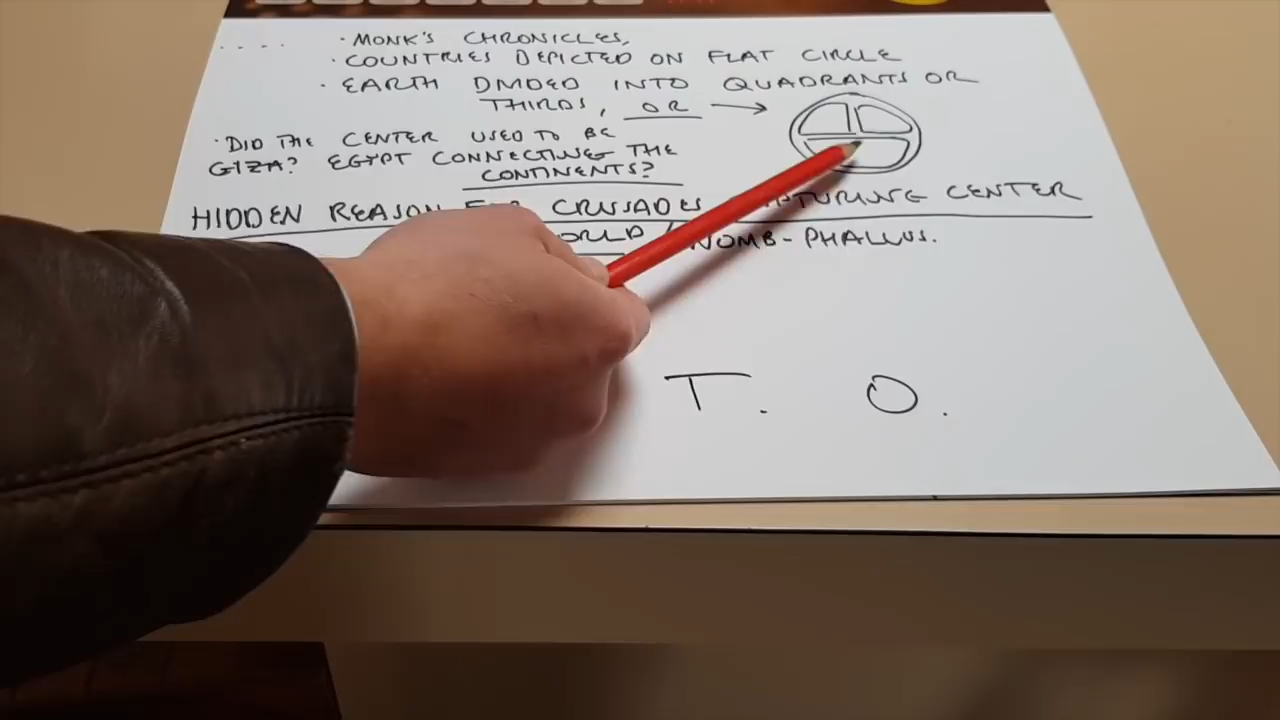 · MONK'S CHRONICLES,
· COUNTRIES DEPICTED ON FLAT CIRCLE
· EARTH DIVIDED INTO QUADRANTS OR
THIRDS, OR →
· DID THE CENTER USED TO BE
GIZA? EGYPT CONNECTING THE
CONTINENTS?
HIDDEN REASON CRUSADES CENTER
/ WOMB-PHALLUS.
T. O.